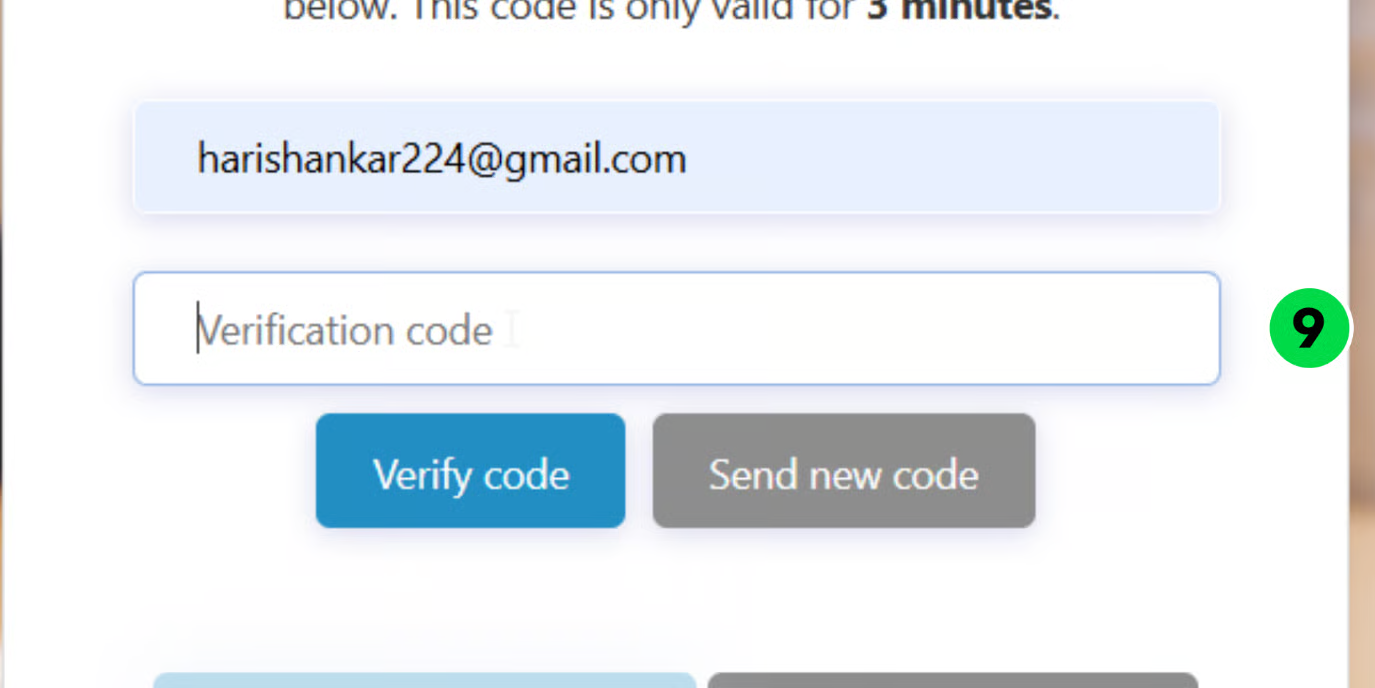 below. This code is only valid for 3 minutes.
harishankar224@gmail.com
Verification code
9
Verify code
Send new code